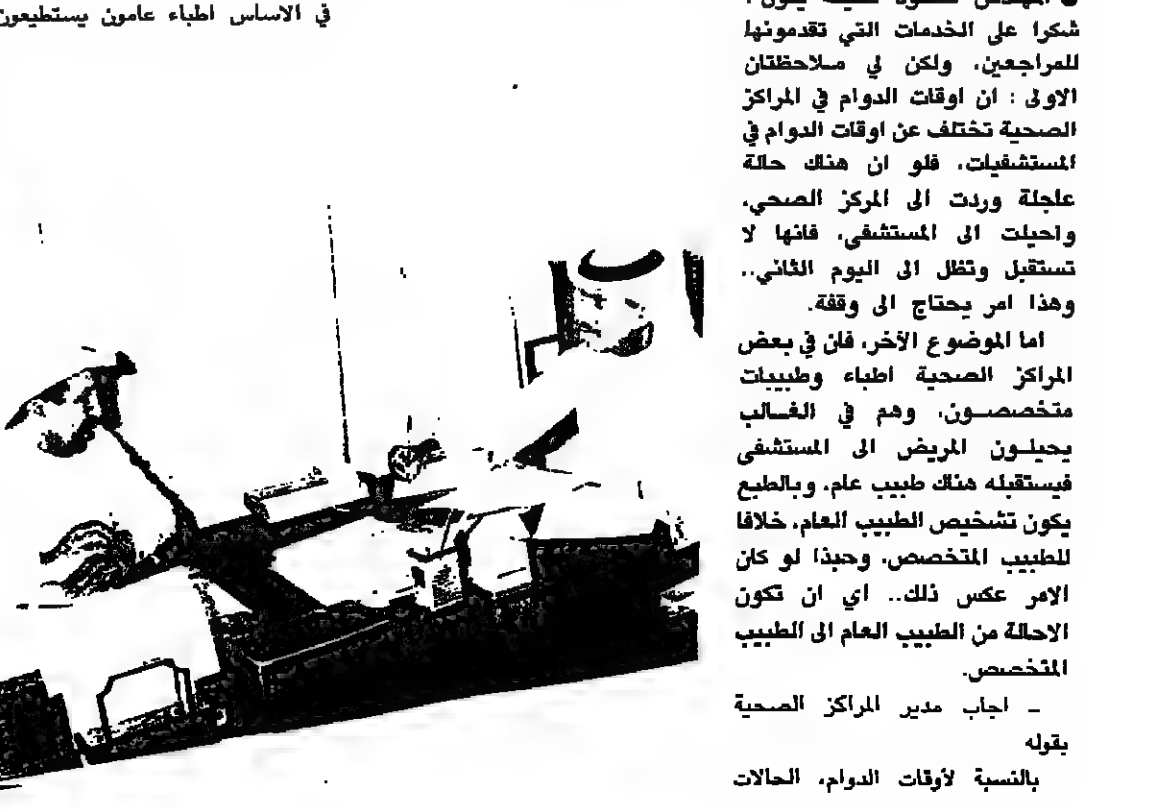 شكرا على الخدمات التي تقدمونها
للمراجعين، ولكن لي ملاحظتان
الاولى : ان اوقات الدوام في المراكز
الصحية تختلف عن اوقات الدوام في
المستشفيات، فلو ان هناك حالة
عاجلة وردت الى المركز الصحي،
واحيلت الى المستشفى، فانها لا
تستقبل وتظل الى اليوم الثاني..
وهذا امر يحتاج الى وقفة.
اما الموضوع الآخر، فان في بعض
المراكز الصحية اطباء وطبيبات
متخصصون، وهم في الغالب
يحيلون المريض الى المستشفى
فيستقبله هناك طبيب عام، وبالطبع
يكون تشخيص الطبيب العام، خلافا
للطبيب المتخصص، وحبذا لو كان
الامر عكس ذلك.. اي ان تكون
الاحالة من الطبيب العام الى الطبيب
المتخصص.
ـ اجاب مدير المراكز الصحية
بقوله
بالنسبة لأوقات الدوام، الحالات
في الاساس اطباء عامون يستطيعون